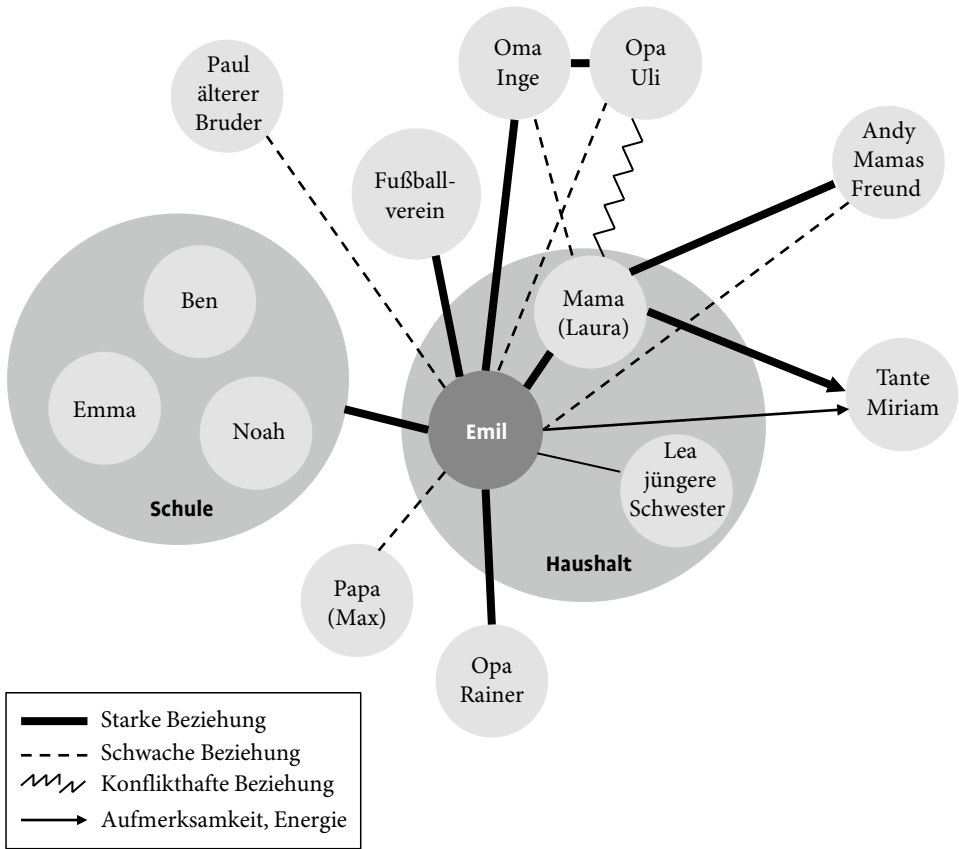 Oma
Inge
Opa
Uli
Paul
älterer
Bruder
Andy
Mamas
Freund
Fußball-
verein
Ben
Mama
(Laura)
Emma
Noah
Tante
Miriam
Emil
Lea
jüngere
Schwester
Schule
Haushalt
Papa
(Max)
Opa
Rainer
Starke Beziehung
Schwache Beziehung
Konflikthafte Beziehung
Aufmerksamkeit, Energie